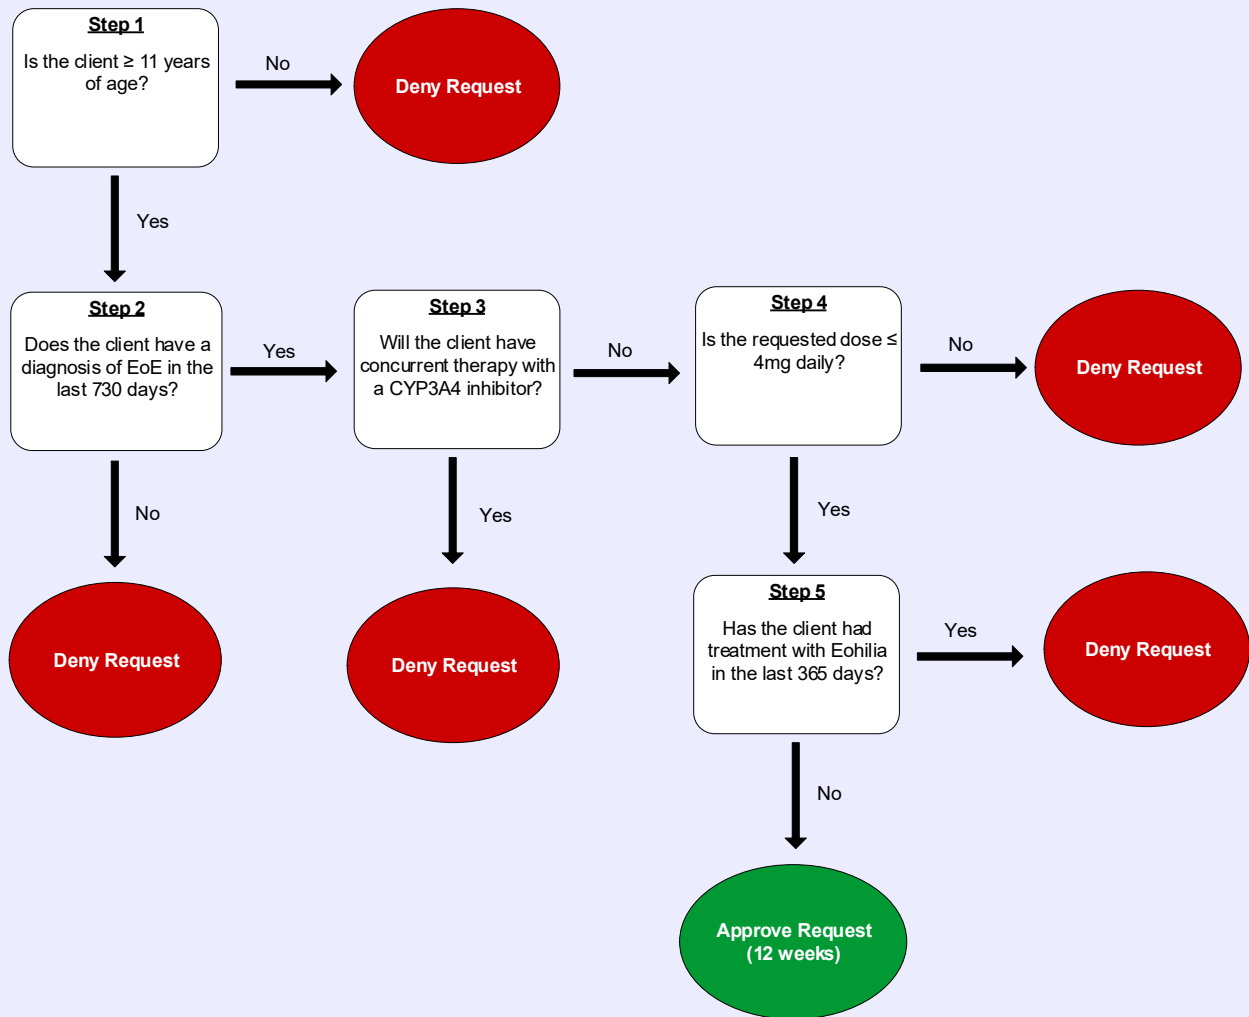 Step 1
Is the client ≥ 11 years
of age?
No
Deny Request
Yes
Step 2
Does the client have a
diagnosis of EoE in the
last 730 days?
Yes
Step 3
Will the client have
concurrent therapy with
a CYP3A4 inhibitor?
No
Step 4
Is the requested dose ≤
4mg daily?
No
Deny Request
No
Deny Request
Yes
Deny Request
Yes
Step 5
Has the client had
treatment with Eohilia
in the last 365 days?
Yes
Deny Request
No
Approve Request
(12 weeks)